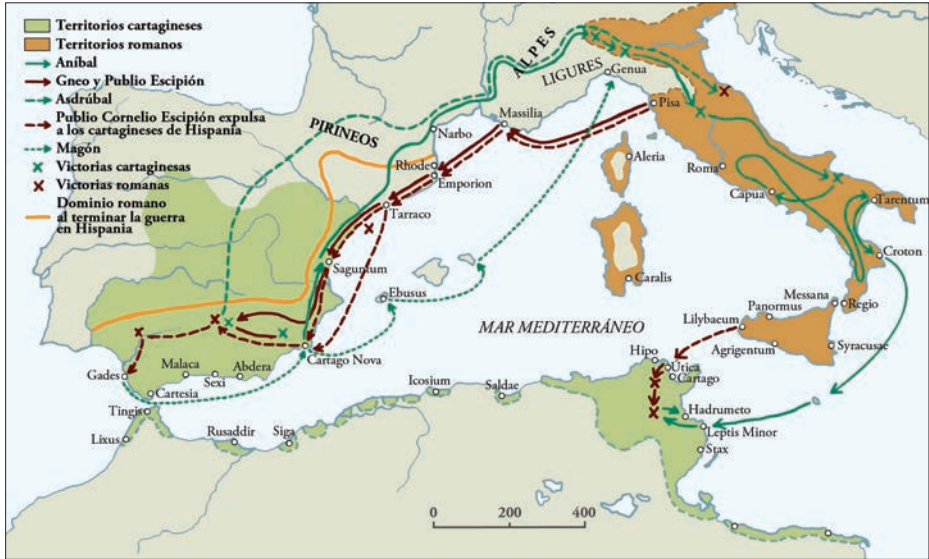 Territorios cartagineses
Territorios romanos
Aníbal
Gneo y Publio Escipión
Asdrúbal
Publio Cornelio Escipión expulsa
a los cartagineses de Hispania
Magón
Victorias cartaginesas
Victorias romanas
Dominio romano
al terminar la guerra
en Hispania
ALPES
LIGURES
Genua
Pisa
PIRINEOS
Massilia
Narbo
Rhode
Emporion
Tarraco
Aleria
Roma
Capua
Tarentum
Saguntum
Croton
Caralis
Ebusus
Messana
Regio
Panormus
MAR MEDITERRÁNEO
Lilybaeum
Cartago Nova
Agrigentum
Syracusae
Hipo
Utica
Cartago
Malaca
Abdera
Gades
Sexi
Cartesia
Icosium
Saldae
Tingis
Hadrumeto
Leptis Minor
Lixus
Rusaddir
Siga
Stax
0
200
400